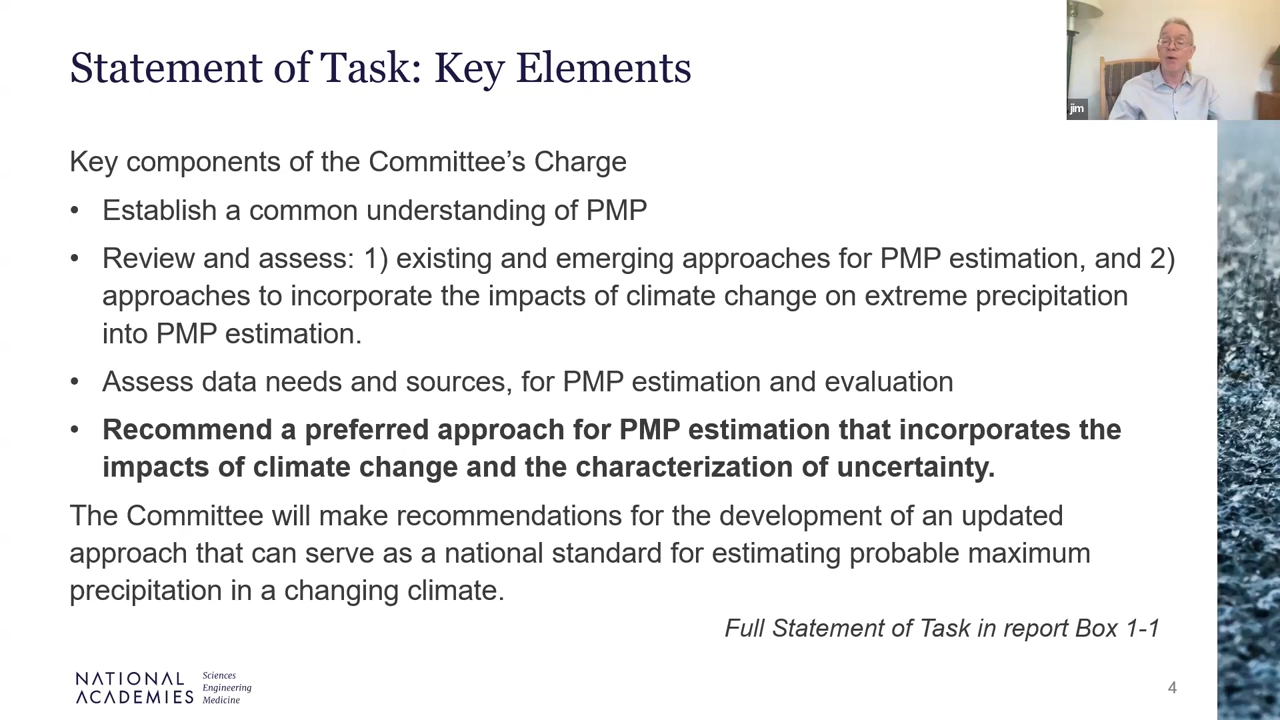 Statement of Task: Key Elements
jim
Key components of the Committee’s Charge
• Establish a common understanding of PMP
• Review and assess: 1) existing and emerging approaches for PMP estimation, and 2)
approaches to incorporate the impacts of climate change on extreme precipitation
into PMP estimation.
• Assess data needs and sources, for PMP estimation and evaluation
• Recommend a preferred approach for PMP estimation that incorporates the
impacts of climate change and the characterization of uncertainty.
The Committee will make recommendations for the development of an updated
approach that can serve as a national standard for estimating probable maximum
precipitation in a changing climate.
Full Statement of Task in report Box 1-1
NATIONAL
ACADEMIES
Sciences
Engineering
Medicine
4